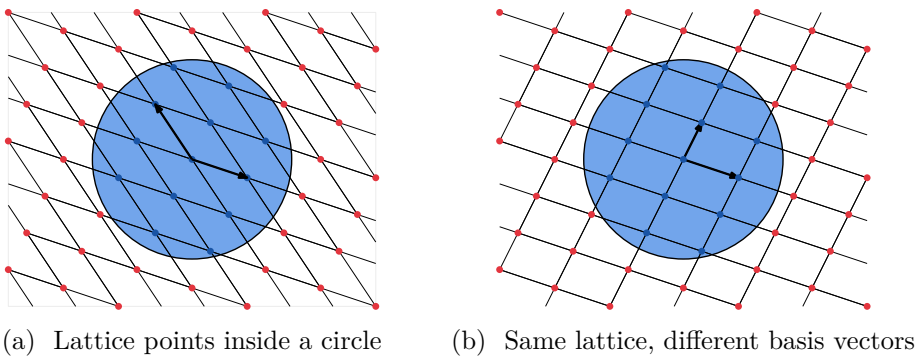 (a) Lattice points inside a circle
(b) Same lattice, different basis vectors